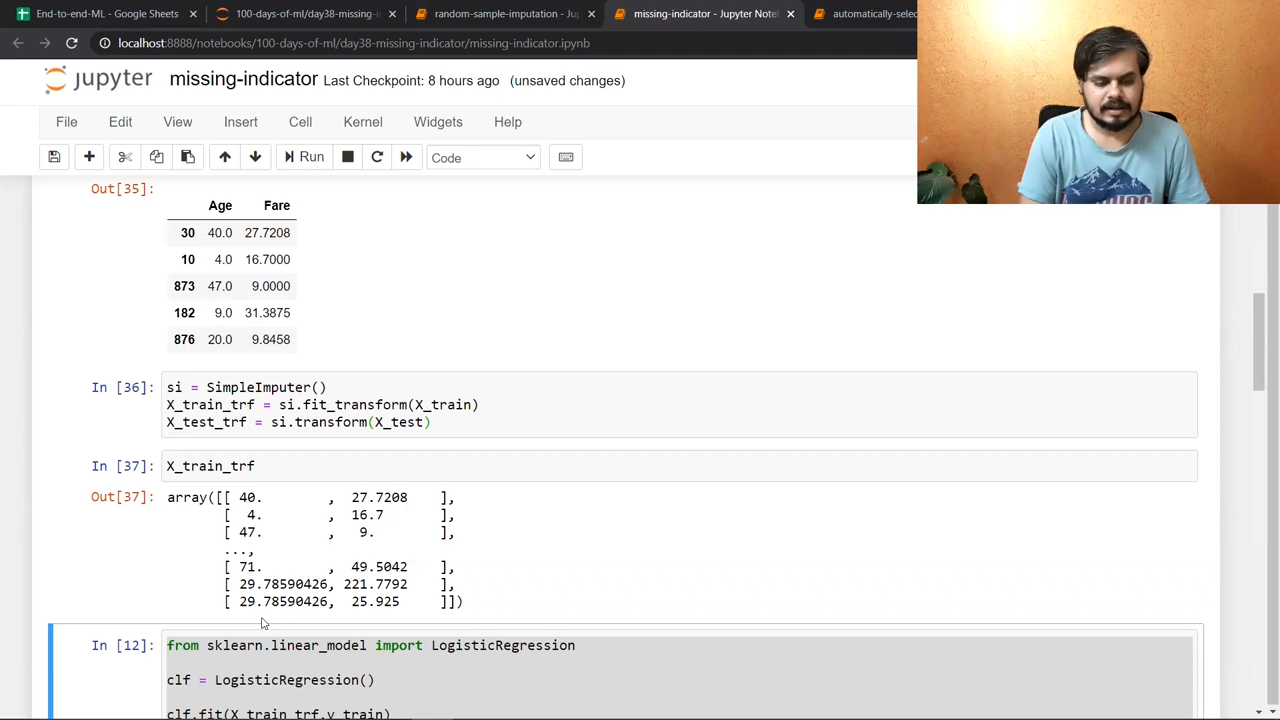 End-to-end-ML - Google Sheets
100-days-of-ml/day38-missing-in
random-sample-imputation - Jup
missing-indicator - Jupyter Note
automatically-selec
localhost:8888/notebooks/100-days-of-ml/day38-missing-indicator/missing-indicator.ipynb
jupyter missing-indicator Last Checkpoint: 8 hours ago (unsaved changes)
File Edit View Insert Cell Kernel Widgets Help
Run Code
Out[35]:
Age Fare
30 40.0 27.7208
10 4.0 16.7000
873 47.0 9.0000
182 9.0 31.3875
876 20.0 9.8458
In [36]: si = SimpleImputer()
X_train_trf = si.fit_transform(X_train)
X_test_trf = si.transform(X_test)
In [37]: X_train_trf
Out[37]: array([[ 40. , 27.7208 ],
[ 4. , 16.7 ],
[ 47. , 9. ],
...,
[ 71. , 49.5042 ],
[ 29.78590426, 221.7792 ],
[ 29.78590426, 25.925 ]])
In [12]: from sklearn.linear_model import LogisticRegression
clf = LogisticRegression()
clf.fit(X_train_trf,y_train)